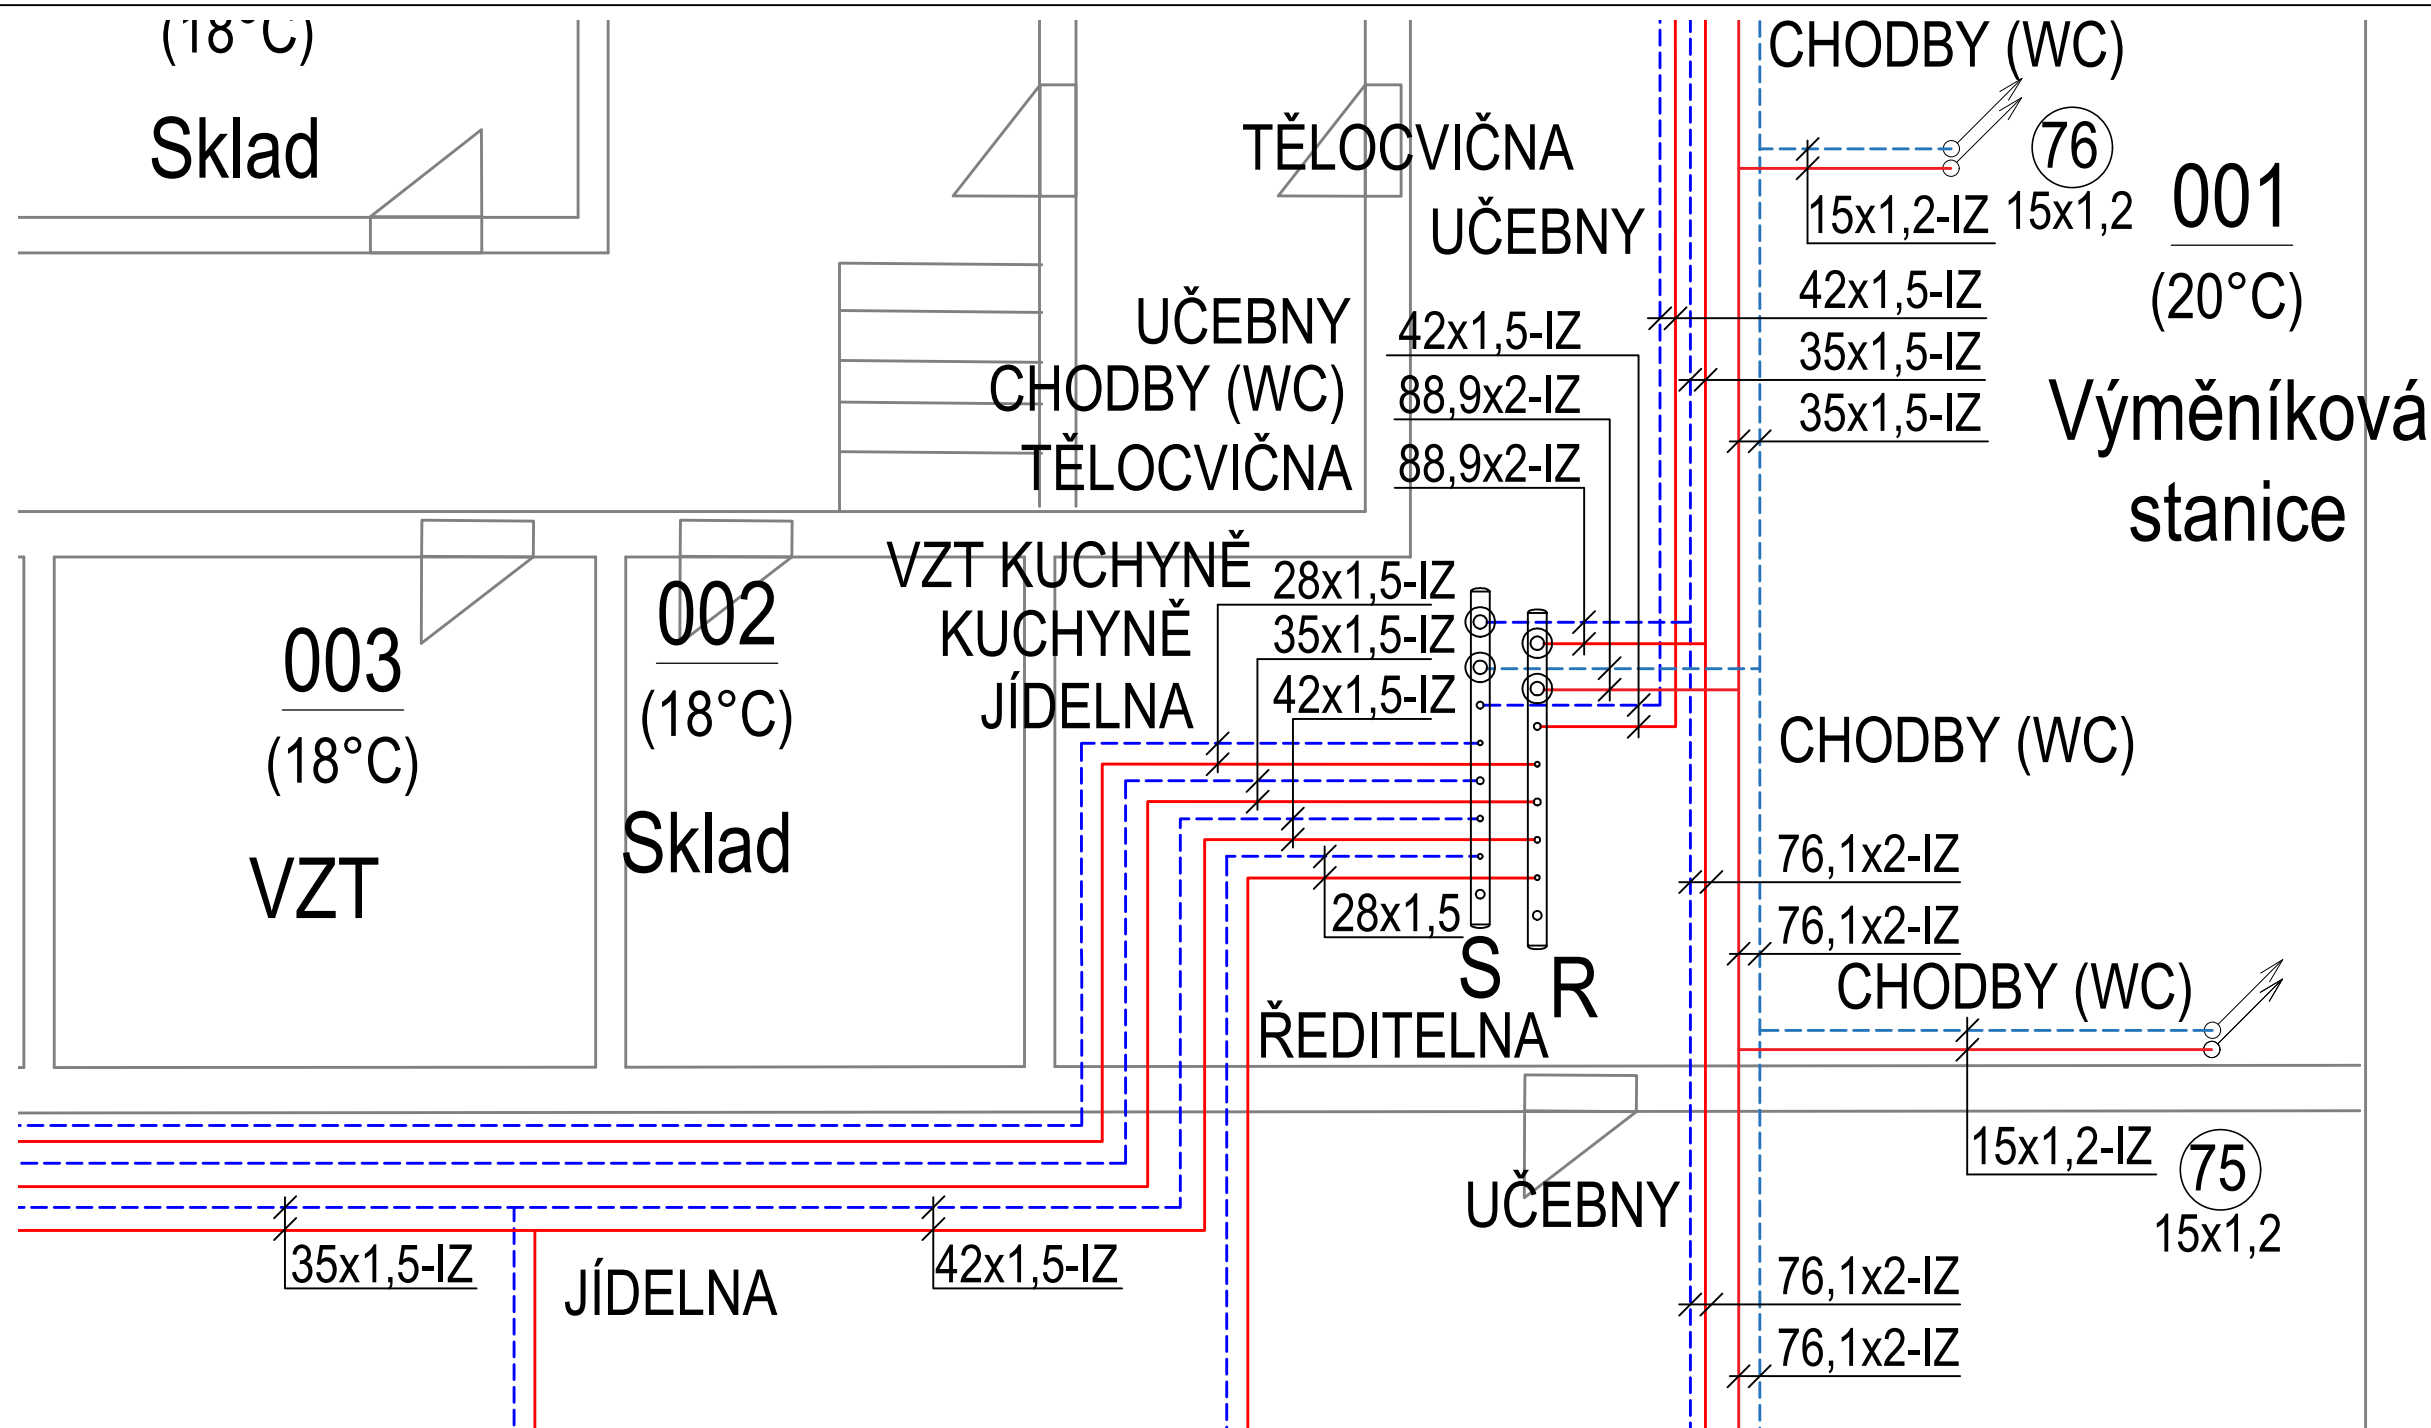 (18°C)
Sklad
CHODBY (WC)
TĚLOCVIČNA
76
15x1,2-IZ
15x1,2
001
(20°C)
Výměníková
stanice
UČEBNY
42x1,5-IZ
35x1,5-IZ
35x1,5-IZ
UČEBNY
42x1,5-IZ
CHODBY (WC)
88,9x2-IZ
TĚLOCVIČNA
88,9x2-IZ
VZT KUCHYNĚ
28x1,5-IZ
KUCHYNĚ
35x1,5-IZ
JÍDELNA
42x1,5-IZ
003
(18°C)
VZT
002
(18°C)
Sklad
28x1,5
S
R
ŘEDITELNA
CHODBY (WC)
76,1x2-IZ
76,1x2-IZ
CHODBY (WC)
15x1,2-IZ
75
15x1,2
UČEBNY
76,1x2-IZ
76,1x2-IZ
35x1,5-IZ
JÍDELNA
42x1,5-IZ